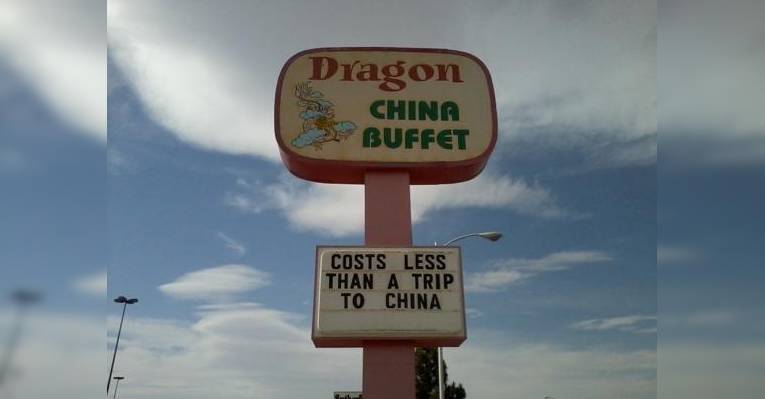 Dragon
CHINA
BUFFET
COSTS LESS
THAN A TRIP
TO CHINA